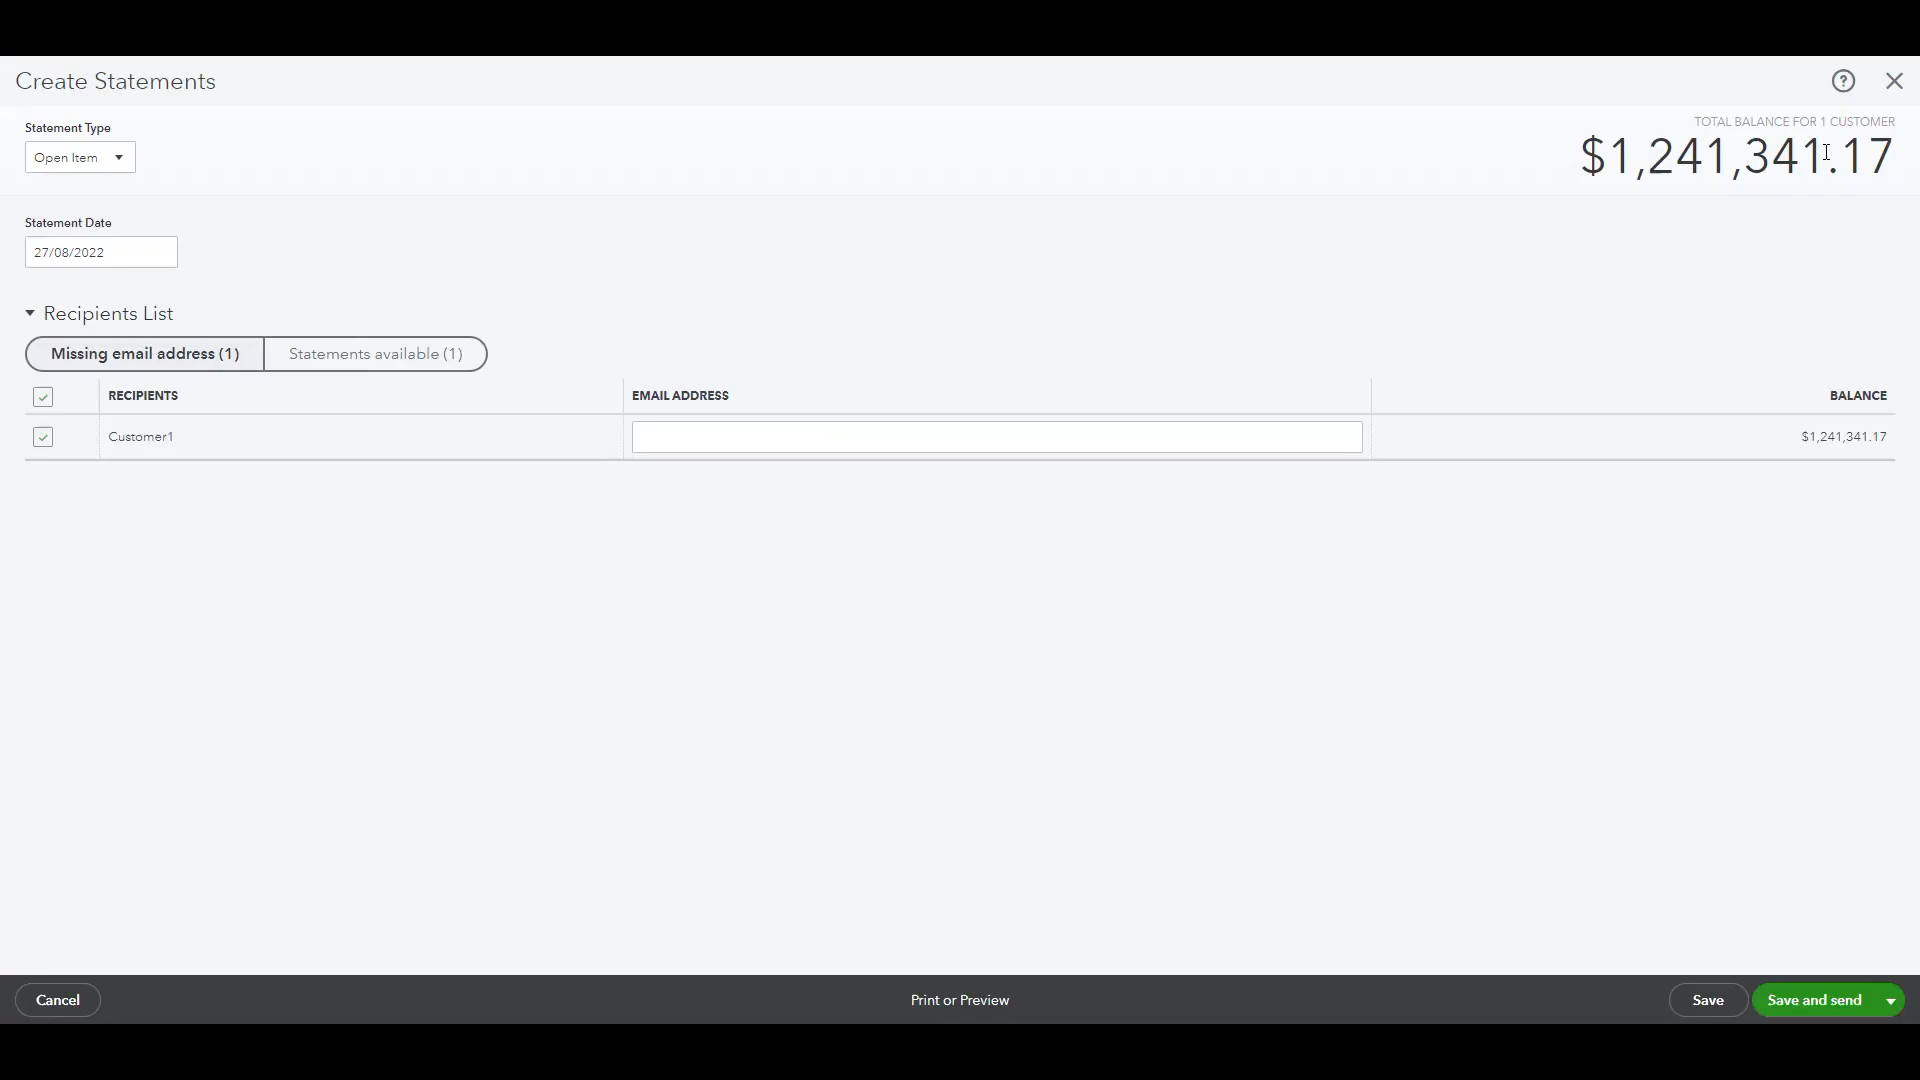 Create Statements
?
Statement Type
TOTAL BALANCE FOR 1 CUSTOMER
Open Item
$1,241,341.17
Statement Date
27/08/2022
Recipients List
Missing email address (1) Statements available (1)
RECIPIENTS EMAIL ADDRESS BALANCE
Customer1 $1,241,341.17
Cancel Print or Preview Save Save and send